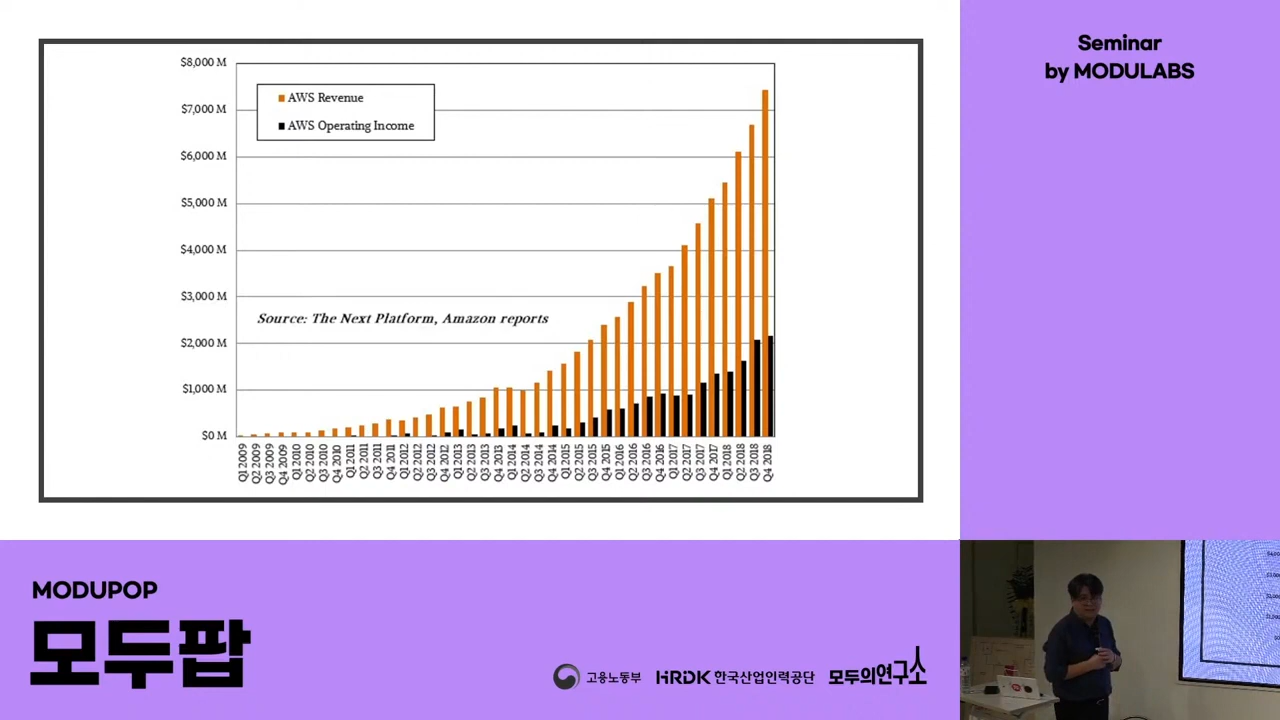 Seminar
by MODULABS
$8,000 M
$7,000 M
$6,000 M
$5,000 M
$4,000 M
$3,000 M
$2,000 M
$1,000 M
$0 M
AWS Revenue
AWS Operating Income
Source: The Next Platform, Amazon reports
Q1 2009
Q2 2009
Q3 2009
Q4 2009
Q1 2010
Q2 2010
Q3 2010
Q4 2010
Q1 2011
Q2 2011
Q3 2011
Q4 2011
Q1 2012
Q2 2012
Q3 2012
Q4 2012
Q1 2013
Q2 2013
Q3 2013
Q4 2013
Q1 2014
Q2 2014
Q3 2014
Q4 2014
Q1 2015
Q2 2015
Q3 2015
Q4 2015
Q1 2016
Q2 2016
Q3 2016
Q4 2016
Q1 2017
Q2 2017
Q3 2017
Q4 2017
Q1 2018
Q2 2018
Q3 2018
Q4 2018
MODUPOP
모두팝
고용노동부
HRDK 한국산업인력공단
모두의연구소